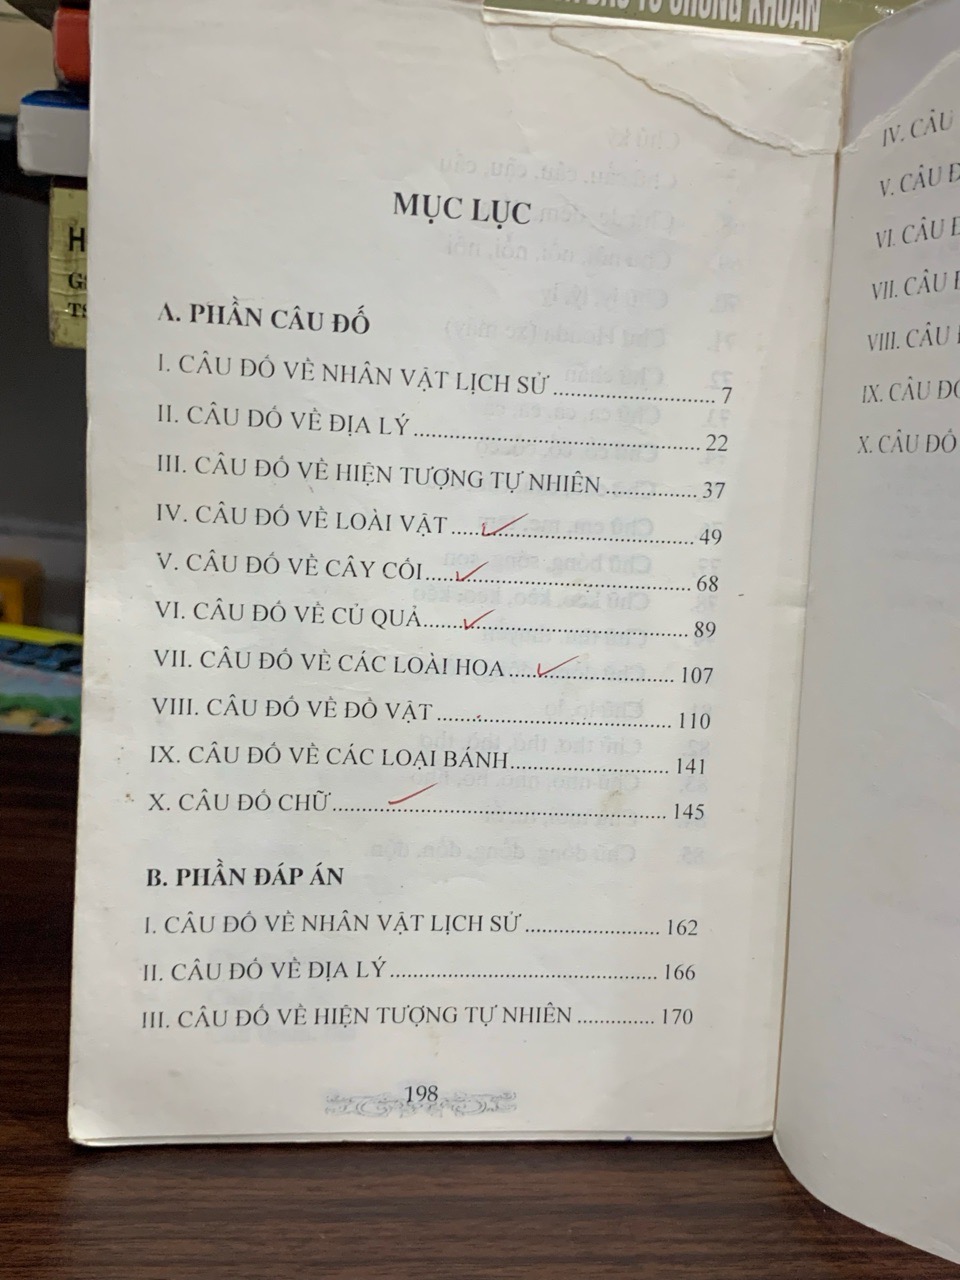 MỤC LỤC
A. PHẦN CÂU ĐỐ
I. CÂU ĐỐ VỀ NHÂN VẬT LỊCH SỬ ........ 7
II. CÂU ĐỐ VỀ ĐỊA LÝ ........ 22
III. CÂU ĐỐ VỀ HIỆN TƯỢNG TỰ NHIÊN ........ 37
IV. CÂU ĐỐ VỀ LOÀI VẬT ........ 49
V. CÂU ĐỐ VỀ CÂY CỐI ........ 68
VI. CÂU ĐỐ VỀ CỦ QUẢ ........ 89
VII. CÂU ĐỐ VỀ CÁC LOÀI HOA ........ 107
VIII. CÂU ĐỐ VỀ ĐỒ VẬT ........ 110
IX. CÂU ĐỐ VỀ CÁC LOẠI BÁNH ........ 141
X. CÂU ĐỐ CHỮ ........ 145
B. PHẦN ĐÁP ÁN
I. CÂU ĐỐ VỀ NHÂN VẬT LỊCH SỬ ........ 162
II. CÂU ĐỐ VỀ ĐỊA LÝ ........ 166
III. CÂU ĐỐ VỀ HIỆN TƯỢNG TỰ NHIÊN ........ 170
198
IV. CÂU
V. CÂU
VI. CÂU
VII. CÂU
VIII. CÂU
IX. CÂU
X. CÂU ĐỐ
CHỨNG KHOÁN